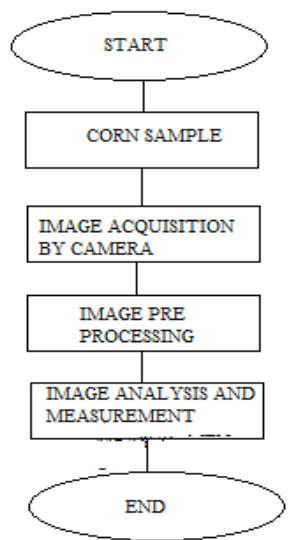 START
CORN SAMPLE
IMAGE ACQUISITION
BY CAMERA
IMAGE PRE
PROCESSING
IMAGE ANALYSIS AND
MEASUREMENT
END